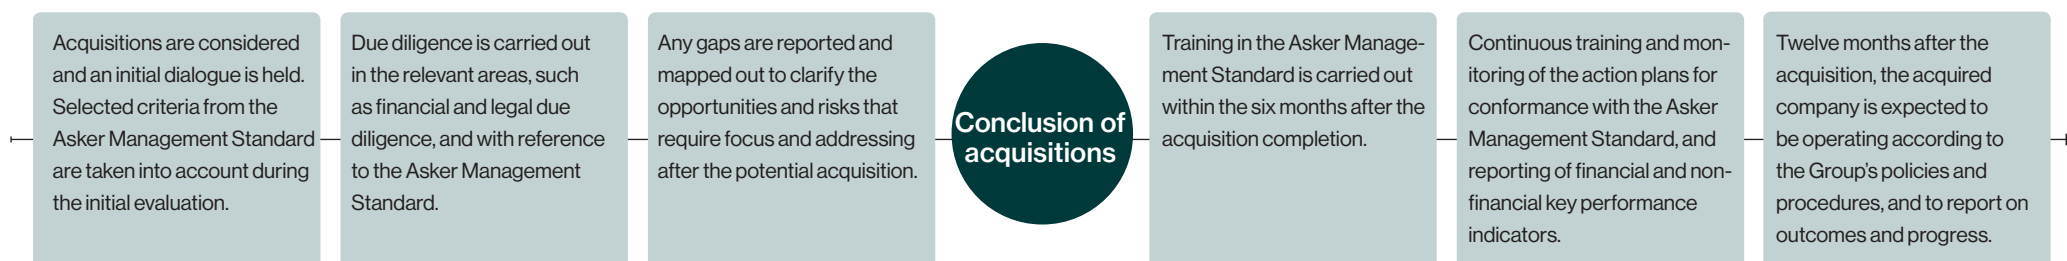 Acquisitions are considered
and an initial dialogue is held.
Selected criteria from the
Asker Management Standard
are taken into account during
the initial evaluation.
Due diligence is carried out
in the relevant areas, such
as financial and legal due
diligence, and with reference
to the Asker Management
Standard.
Any gaps are reported and
mapped out to clarify the
opportunities and risks that
require focus and addressing
after the potential acquisition.
Conclusion of
acquisitions
Training in the Asker Manage-
ment Standard is carried out
within the six months after the
acquisition completion.
Continuous training and mon-
itoring of the action plans for
conformance with the Asker
Management Standard, and
reporting of financial and non-
financial key performance
indicators.
Twelve months after the
acquisition, the acquired
company is expected to
be operating according to
the Group's policies and
procedures, and to report on
outcomes and progress.